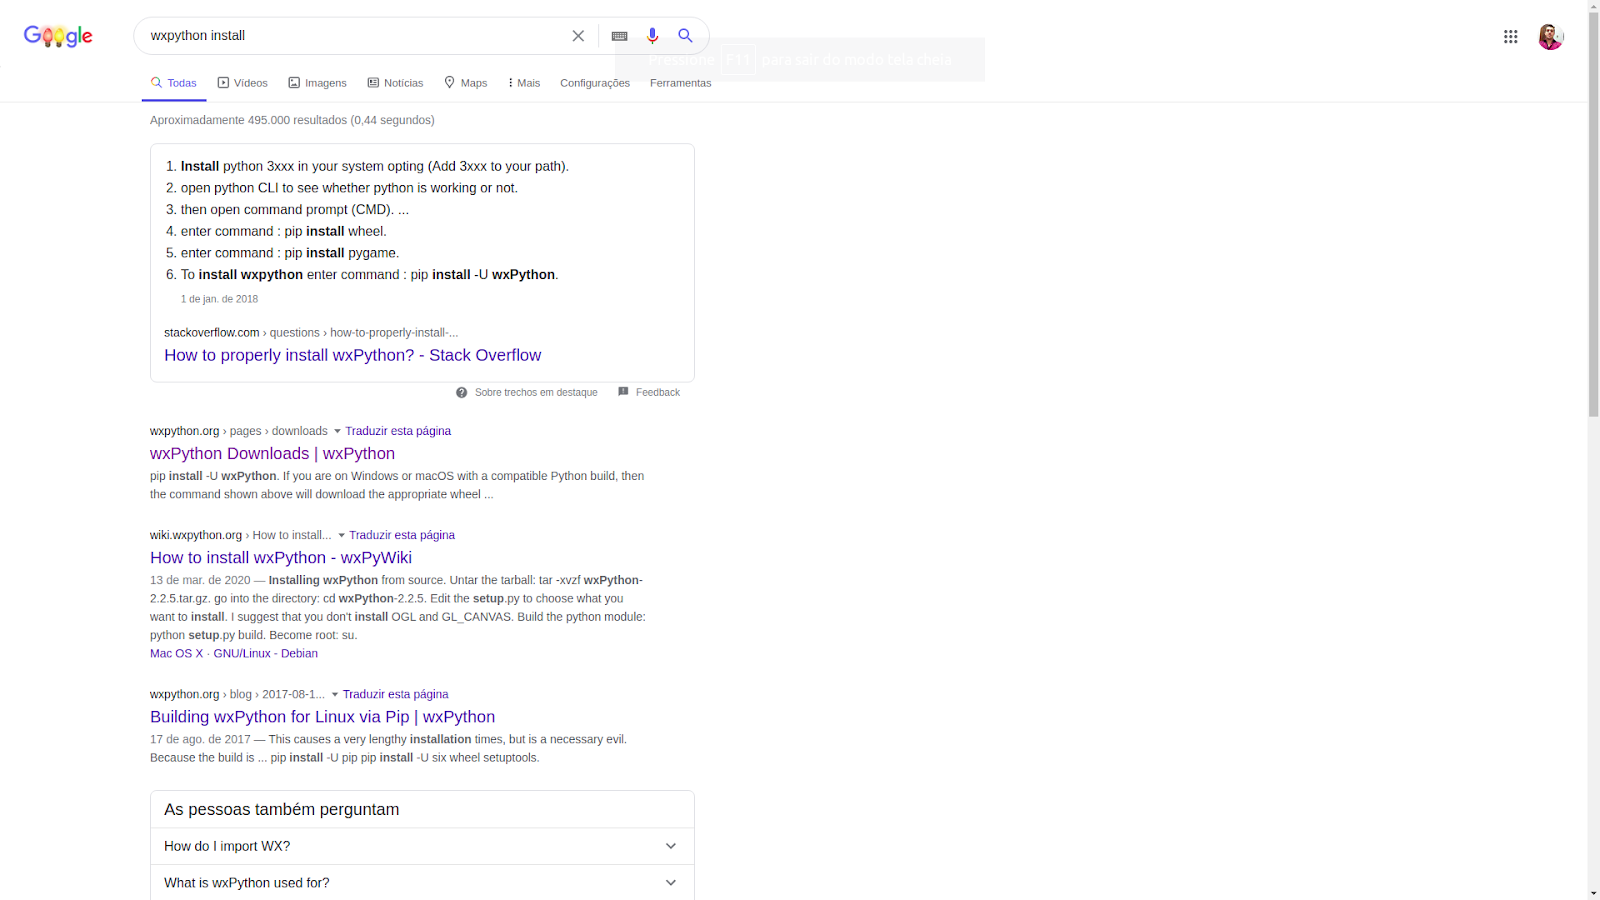 Google
wxpython install
Pressione F11 para sair do modo tela cheia
Todas
Vídeos
Imagens
Notícias
Maps
Mais
Configurações
Ferramentas
Aproximadamente 495.000 resultados (0,44 segundos)
1. Install python 3xxx in your system opting (Add 3xxx to your path).
2. open python CLI to see whether python is working or not.
3. then open command prompt (CMD). ...
4. enter command : pip install wheel.
5. enter command : pip install pygame.
6. To install wxpython enter command : pip install -U wxPython.
1 de jan. de 2018
stackoverflow.com › questions › how-to-properly-install-...
How to properly install wxPython? - Stack Overflow
Sobre trechos em destaque
Feedback
wxpython.org › pages › downloads Traduzir esta página
wxPython Downloads | wxPython
pip install -U wxPython. If you are on Windows or macOS with a compatible Python build, then
the command shown above will download the appropriate wheel ...
wiki.wxpython.org › How to install... Traduzir esta página
How to install wxPython - wxPyWiki
13 de mar. de 2020 — Installing wxPython from source. Untar the tarball: tar -xvzf wxPython-
2.2.5.tar.gz. go into the directory: cd wxPython-2.2.5. Edit the setup.py to choose what you
want to install. I suggest that you don't install OGL and GL_CANVAS. Build the python module:
python setup.py build. Become root: su.
Mac OS X · GNU/Linux - Debian
wxpython.org › blog › 2017-08-1... Traduzir esta página
Building wxPython for Linux via Pip | wxPython
17 de ago. de 2017 — This causes a very lengthy installation times, but is a necessary evil.
Because the build is ... pip install -U pip pip install -U six wheel setuptools.
As pessoas também perguntam
How do I import WX?
What is wxPython used for?